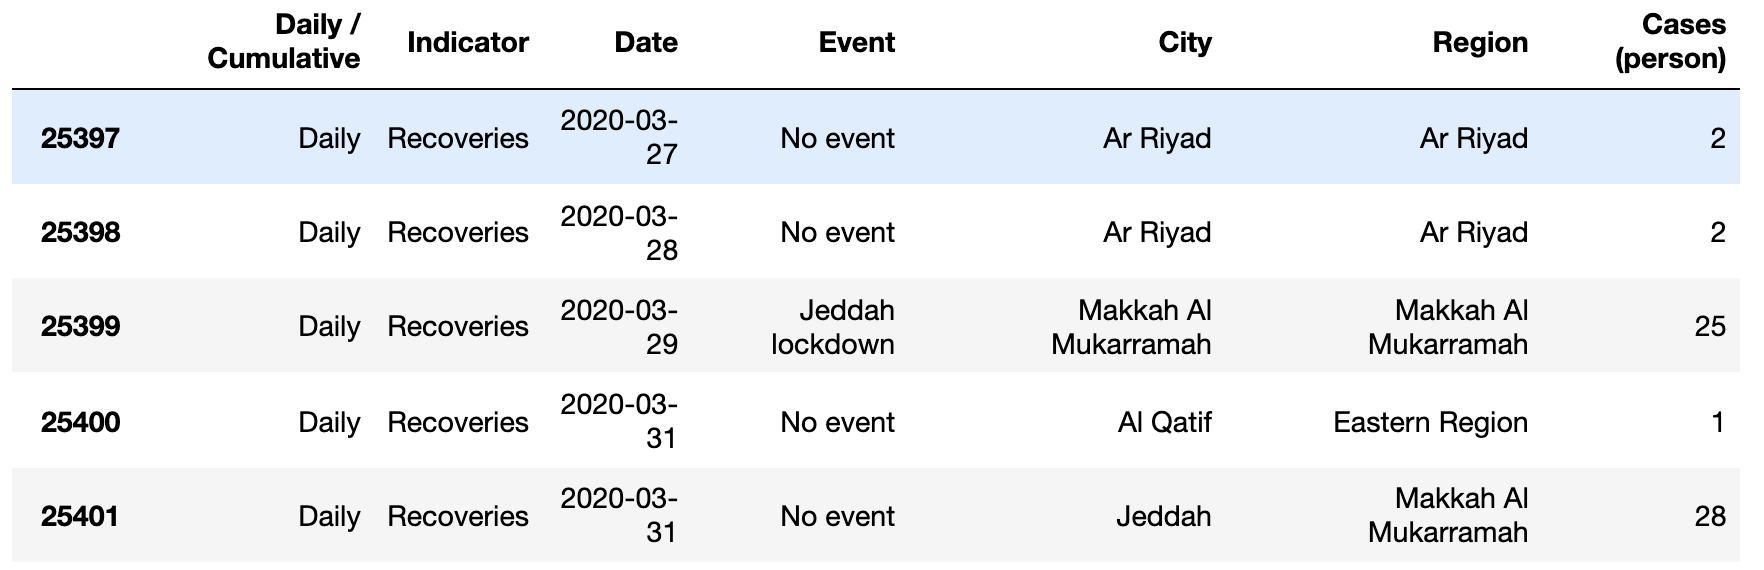 Daily / Cumulative Indicator Date Event City Region Cases (person)
25397 Daily Recoveries 2020-03-27 No event Ar Riyad Ar Riyad 2
25398 Daily Recoveries 2020-03-28 No event Ar Riyad Ar Riyad 2
25399 Daily Recoveries 2020-03-29 Jeddah lockdown Makkah Al Mukarramah Makkah Al Mukarramah 25
25400 Daily Recoveries 2020-03-31 No event Al Qatif Eastern Region 1
25401 Daily Recoveries 2020-03-31 No event Jeddah Makkah Al Mukarramah 28